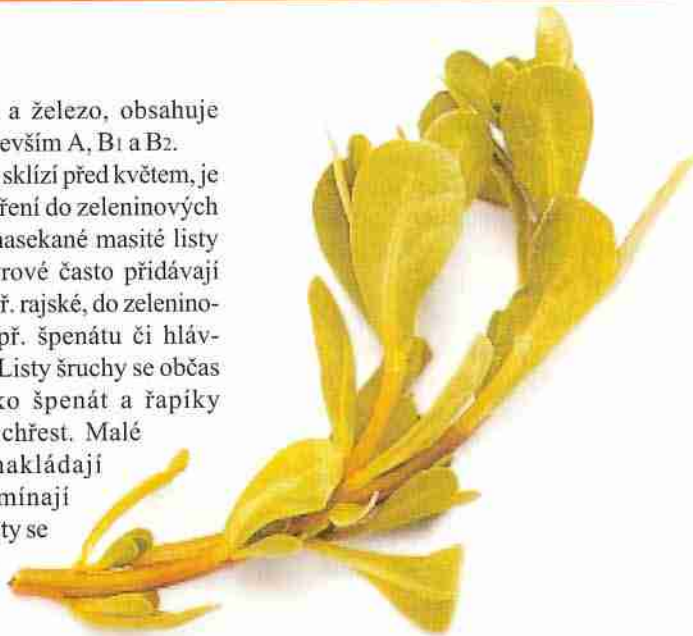 a železo, obsahuje
evším A, B1 a B2.
sklízí před květem, je
ření do zeleninových
nasekané masité listy
rové často přidávají
ř. rajské, do zelenino-
př. špenátu či hláv-
Listy šruchy se občas
ko špenát a řapíky
chřest. Malé
nakládají
mínají
ty se